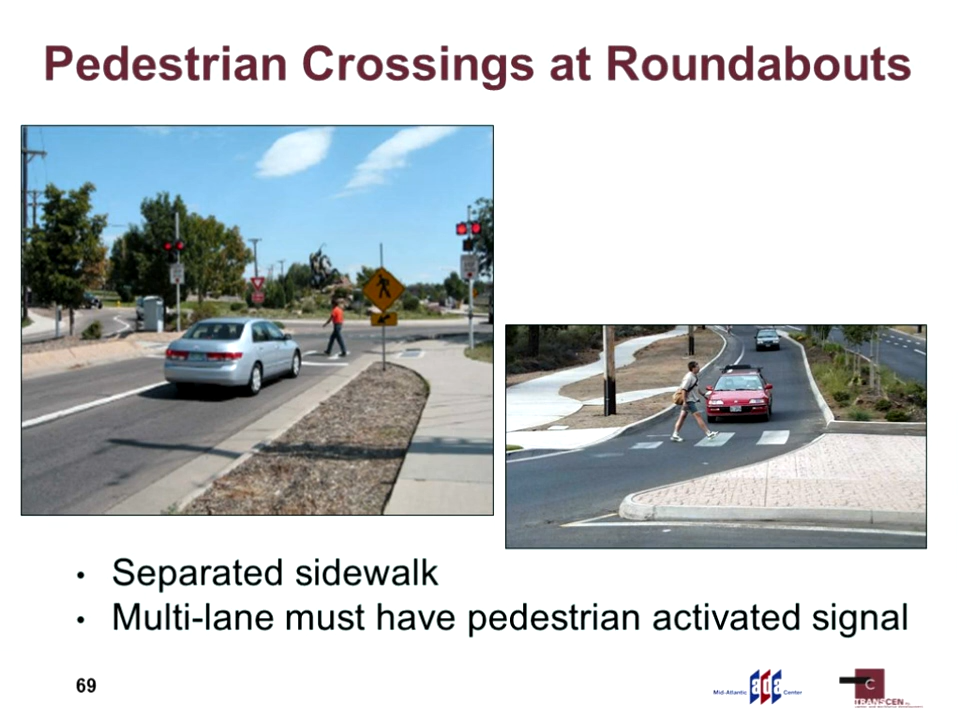 Pedestrian Crossings at Roundabouts
• Separated sidewalk
• Multi-lane must have pedestrian activated signal
69
Mid-Atlantic ada Center
C
TRANSCEN